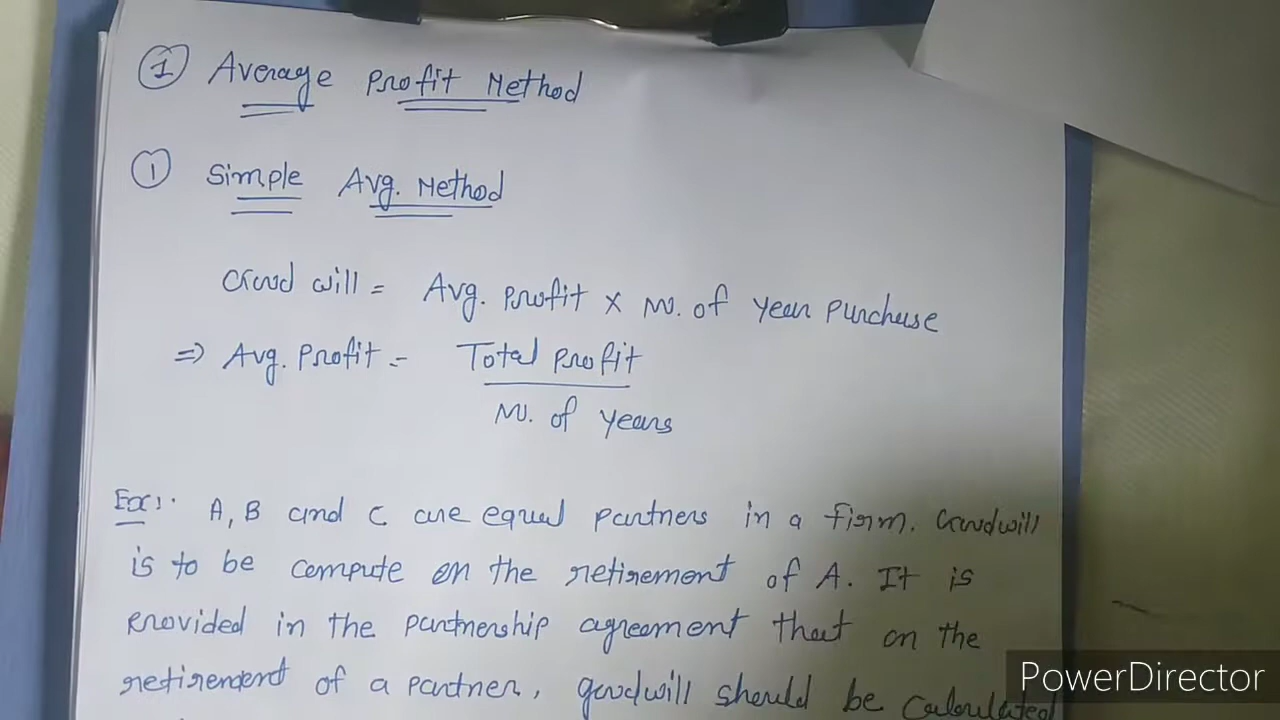 ① Average Profit Method
① Simple Avg. Method
Good will = Avg. Profit × No. of year purchase
⇒ Avg. Profit = Total Profit
No. of years
Ex: A, B and C are equal partners in a firm. Goodwill
is to be compute on the retirement of A. It is
Provided in the partnership agreement that on the
retirement of a partner, goodwill should be calculated
PowerDirector